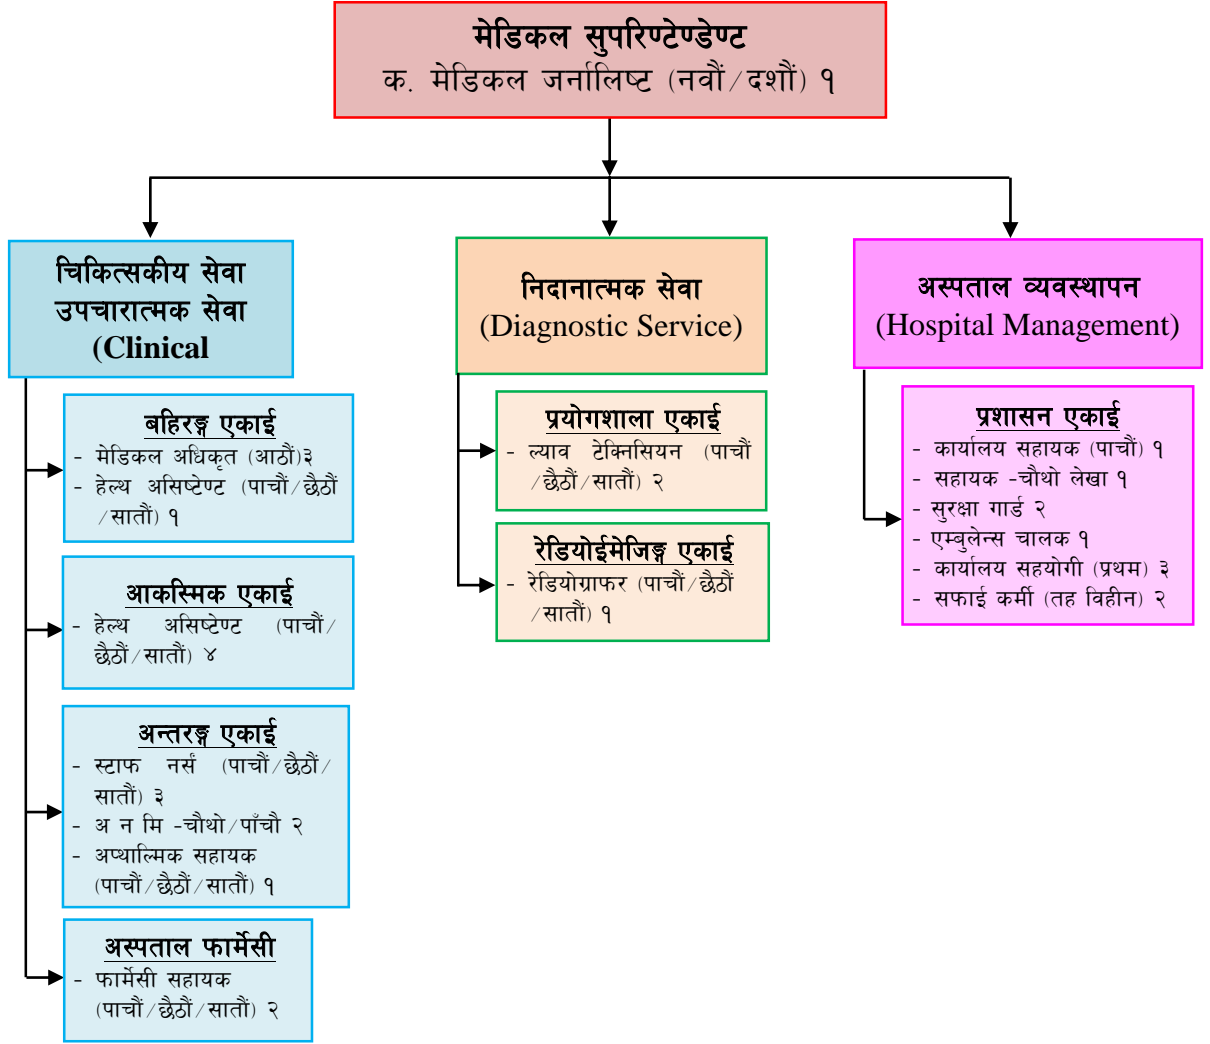 मेडिकल सुपरिण्टेण्डेण्ट
क. मेडिकल जर्नालिष्ट (नवौं/दशौं) १
चिकित्सकीय सेवा
उपचारात्मक सेवा
(Clinical
बहिरङ्ग एकाई
- मेडिकल अधिकृत (आठौं)३
- हेल्थ असिष्टेण्ट (पाचौं/छैठौं
/सातौं) १
आकस्मिक एकाई
- हेल्थ असिष्टेण्ट (पाचौं/
छैठौं/सातौं) ४
अन्तरङ्ग एकाई
- स्टाफ नर्स (पाचौं/छैठौं/
सातौं) ३
- अ न मि -चौथो/पाँचौ २
- अप्थाल्मिक सहायक
(पाचौं/छैठौं/सातौं) १
अस्पताल फार्मेसी
- फार्मेसी सहायक
(पाचौं/छैठौं/सातौं) २
निदानात्मक सेवा
(Diagnostic Service)
प्रयोगशाला एकाई
- ल्याव टेक्निसियन (पाचौं
/छैठौं/सातौं) २
रेडियोईमेजिङ्ग एकाई
- रेडियोग्राफर (पाचौं/छैठौं
/सातौं) १
अस्पताल व्यवस्थापन
(Hospital Management)
प्रशासन एकाई
- कार्यालय सहायक (पाचौं) १
- सहायक -चौथो लेखा १
- सुरक्षा गार्ड २
- एम्बुलेन्स चालक १
- कार्यालय सहयोगी (प्रथम) ३
- सफाई कर्मी (तह विहीन) २